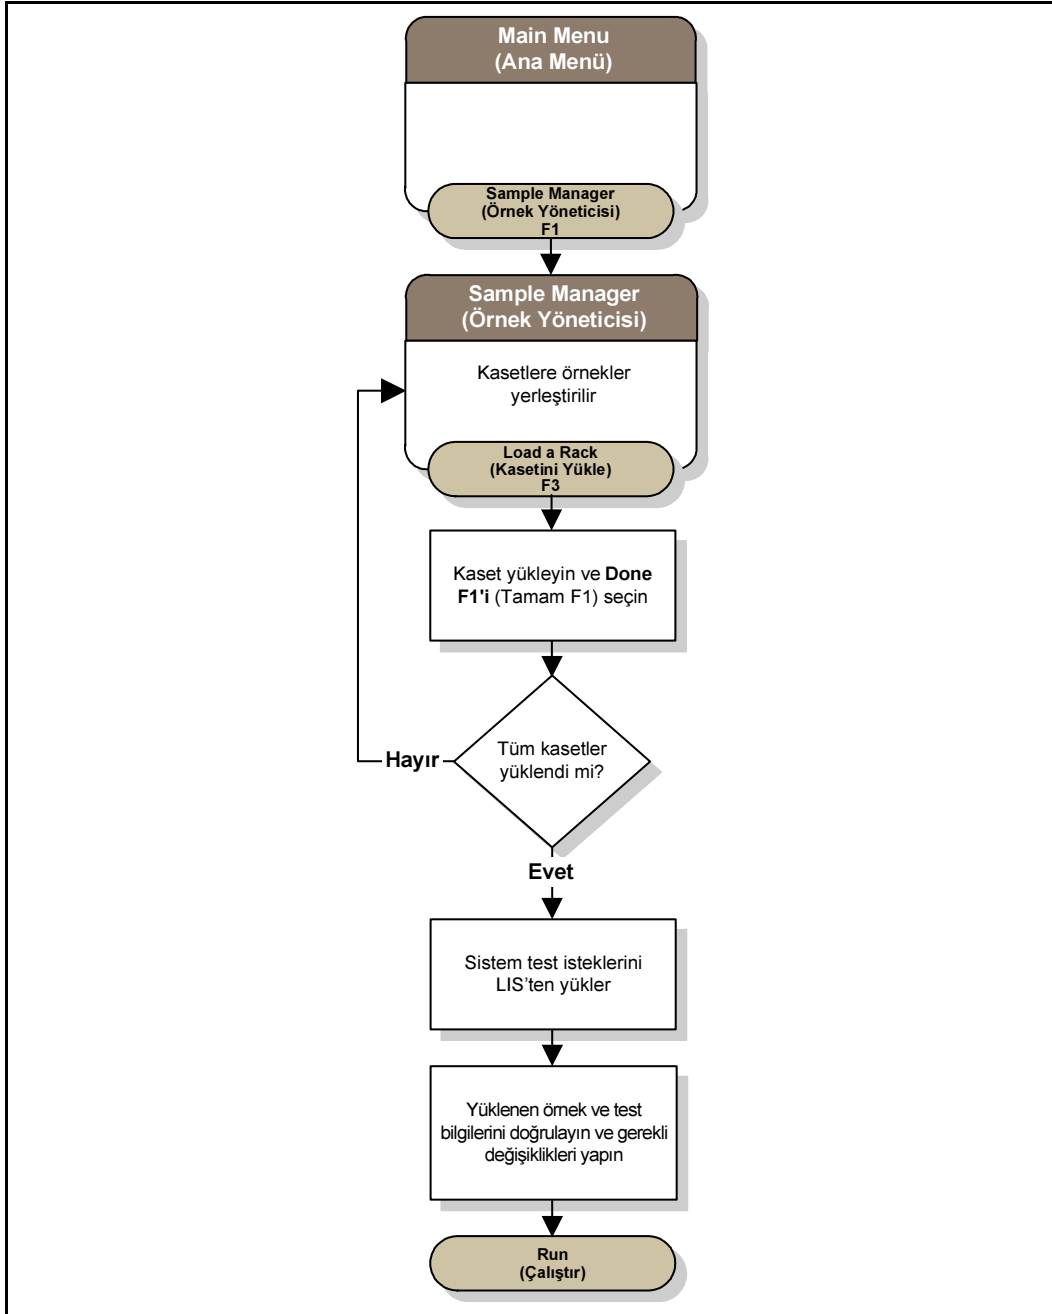 Main Menu
(Ana Menü)
Sample Manager
(Örnek Yöneticisi)
F1
Sample Manager
(Örnek Yöneticisi)
Kasetlere örnekler
yerleştirilir
Load a Rack
(Kasetini Yükle)
F3
Kaset yükleyin ve Done
F1'i (Tamam F1) seçin
Tüm kasetler
yüklendi mi?
Hayır
Evet
Sistem test isteklerini
LIS’ten yükler
Yüklenen örnek ve test
bilgilerini doğrulayın ve gerekli
değişiklikleri yapın
Run
(Çalıştır)